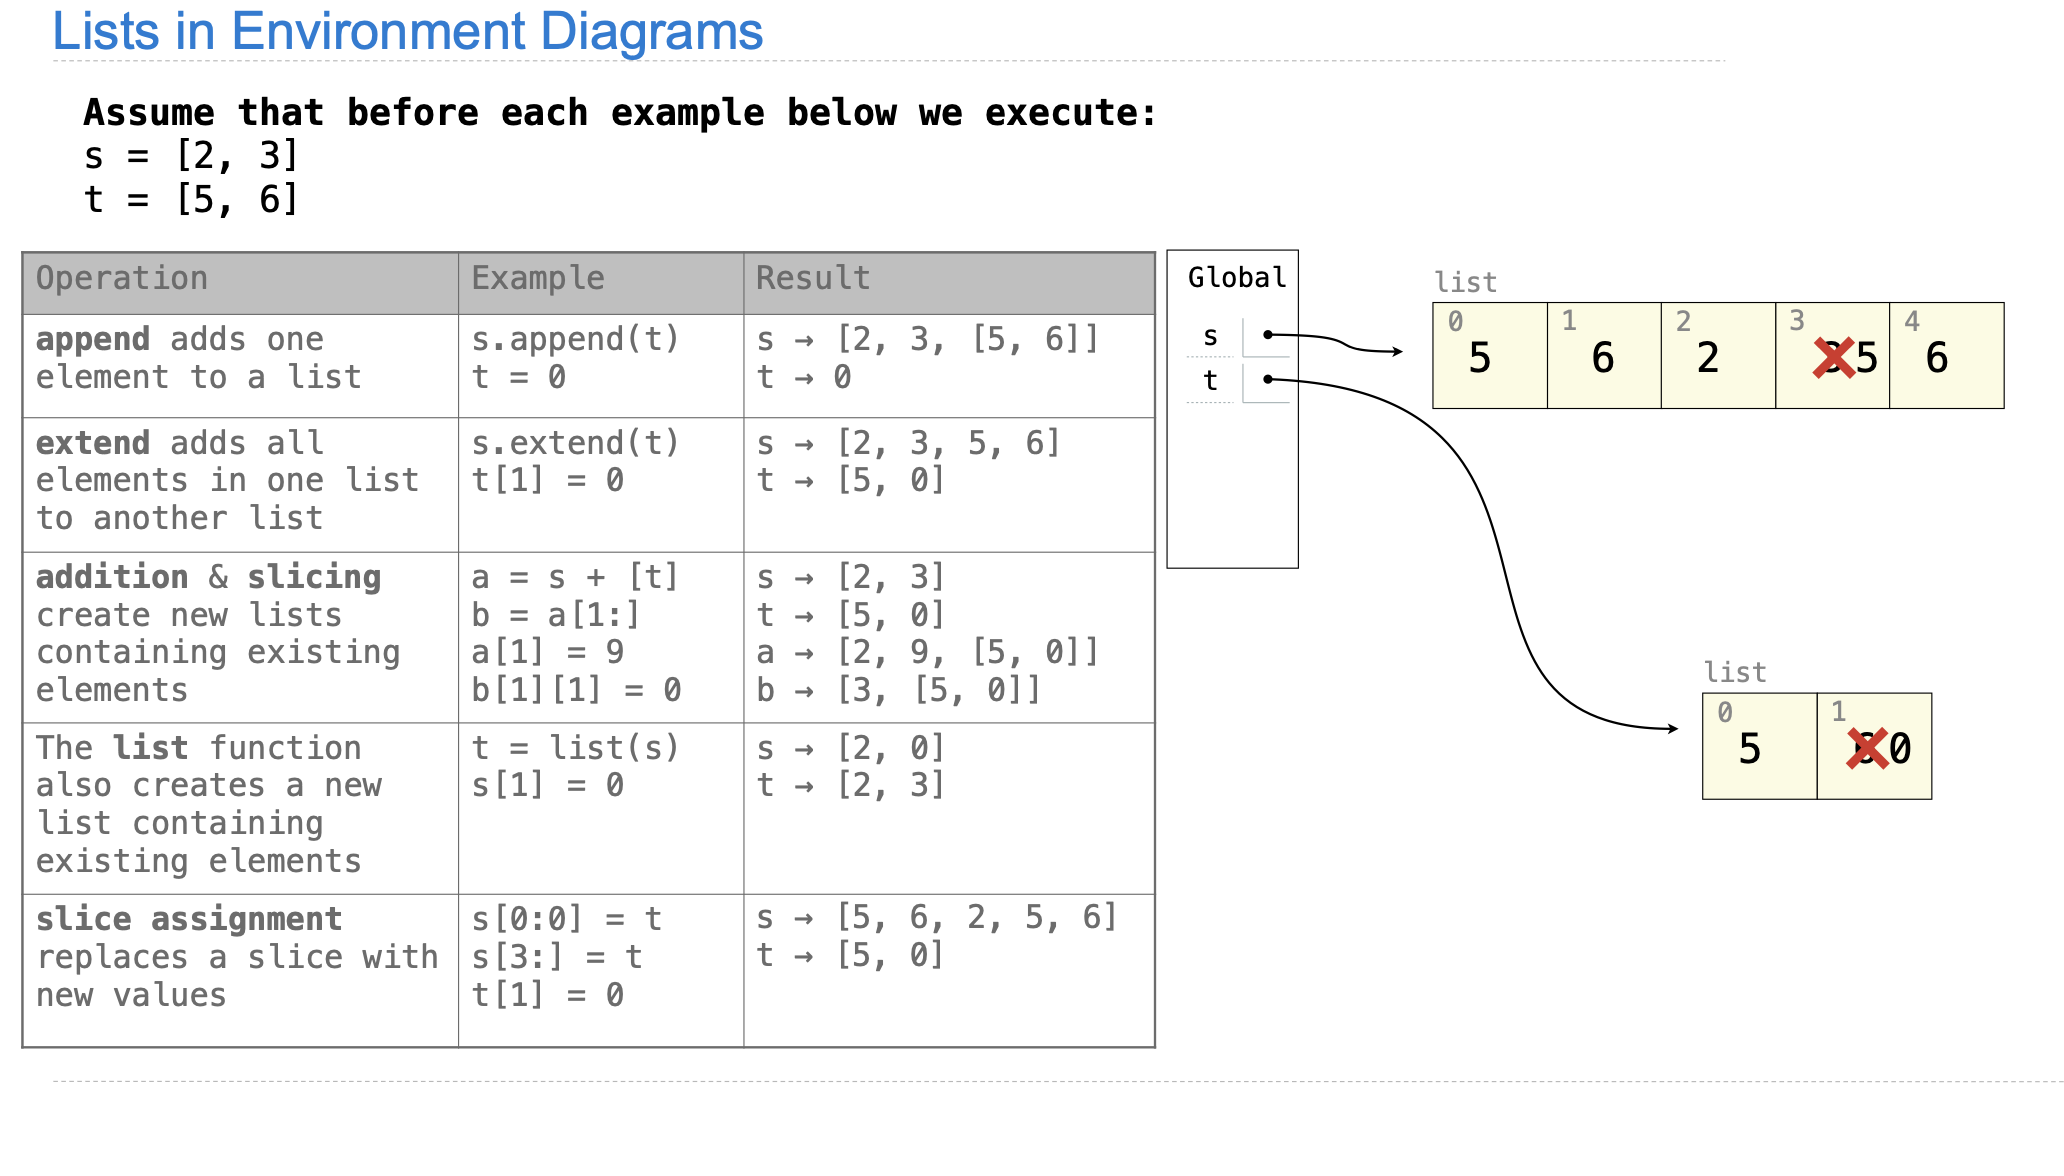 Lists in Environment Diagrams
Assume that before each example below we execute:
s = [2, 3]
t = [5, 6]
Operation
Example
Result
append adds one
element to a list
s.append(t)
t = 0
s → [2, 3, [5, 6]]
t → 0
extend adds all
elements in one list
to another list
s.extend(t)
t[1] = 0
s → [2, 3, 5, 6]
t → [5, 0]
addition & slicing
create new lists
containing existing
elements
a = s + [t]
b = a[1:]
a[1] = 9
b[1][1] = 0
s → [2, 3]
t → [5, 0]
a → [2, 9, [5, 0]]
b → [3, [5, 0]]
The list function
also creates a new
list containing
existing elements
t = list(s)
s[1] = 0
s → [2, 0]
t → [2, 3]
slice assignment
replaces a slice with
new values
s[0:0] = t
s[3:] = t
t[1] = 0
s → [5, 6, 2, 5, 6]
t → [5, 0]
Global
s
t
list
0 1 2 3 4
5 6 2 5 6
list
0 1
5 0